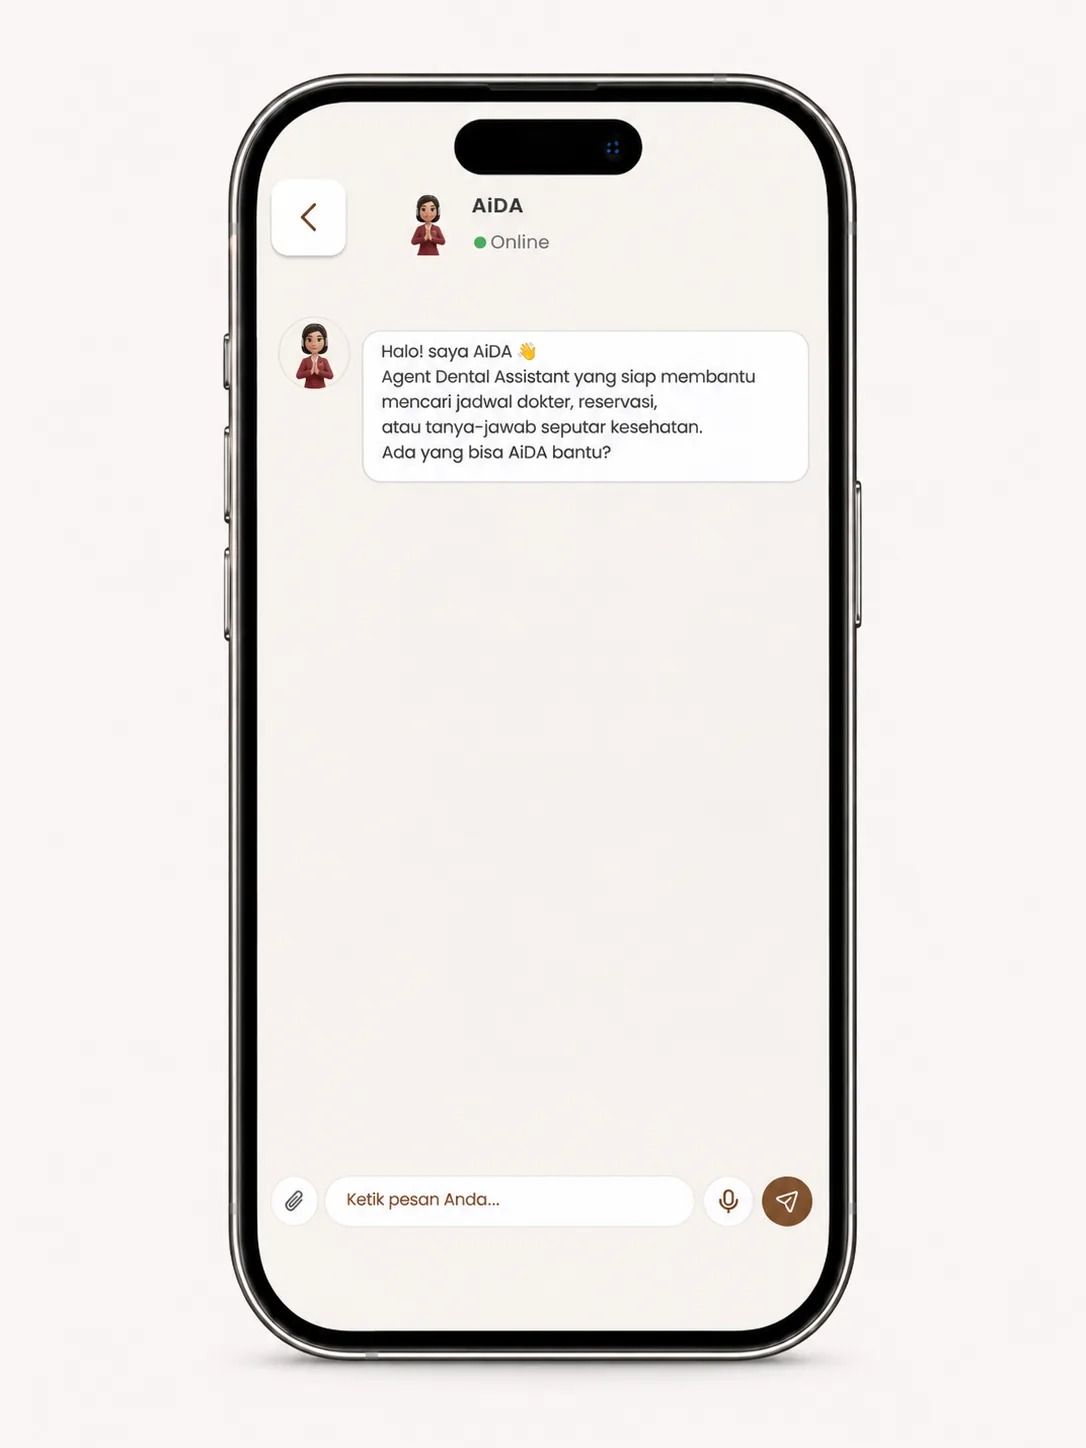 AiDA
Online
Halo! saya AiDA 👋
Agent Dental Assistant yang siap membantu
mencari jadwal dokter, reservasi,
atau tanya-jawab seputar kesehatan.
Ada yang bisa AiDA bantu?
Ketik pesan Anda...